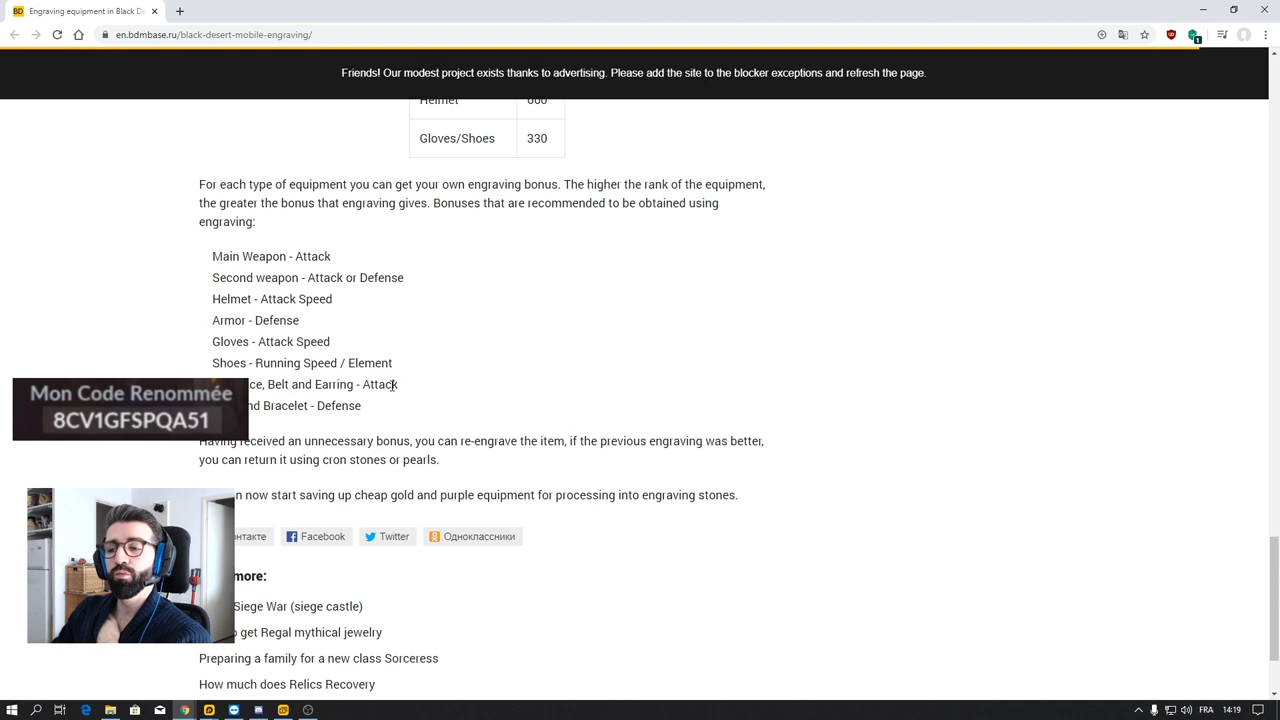 Engraving equipment in Black De
en.bdmbase.ru/black-desert-mobile-engraving/
Friends! Our modest project exists thanks to advertising. Please add the site to the blocker exceptions and refresh the page.
Helmet 600
Gloves/Shoes 330
For each type of equipment you can get your own engraving bonus. The higher the rank of the equipment,
the greater the bonus that engraving gives. Bonuses that are recommended to be obtained using
engraving:
Main Weapon - Attack
Second weapon - Attack or Defense
Helmet - Attack Speed
Armor - Defense
Gloves - Attack Speed
Shoes - Running Speed / Element
ce, Belt and Earring - Attack
nd Bracelet - Defense
Mon Code Renommée
8CV1GFSPQA51
Having received an unnecessary bonus, you can re-engrave the item, if the previous engraving was better,
you can return it using cron stones or pearls.
n now start saving up cheap gold and purple equipment for processing into engraving stones.
онтакте Facebook Twitter Одноклассники
more:
Siege War (siege castle)
o get Regal mythical jewelry
Preparing a family for a new class Sorceress
How much does Relics Recovery
FRA 14:19